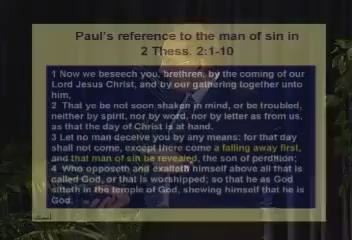 Paul's reference to the man of sin in
2 Thess. 2:1-10
1 Now we beseech you, brethren, by the coming of our
Lord Jesus Christ, and by our gathering together unto
him,
2 That ye be not soon shaken in mind, or be troubled,
neither by spirit, nor by word, nor by letter as from us,
as that the day of Christ is at hand.
3 Let no man deceive you by any means: for that day
shall not come, except there come a falling away first,
and that man of sin be revealed, the son of perdition;
4 Who opposeth and exalteth himself above all that is
called God, or that is worshipped; so that he as God
sitteth in the temple of God, shewing himself that he is
God.